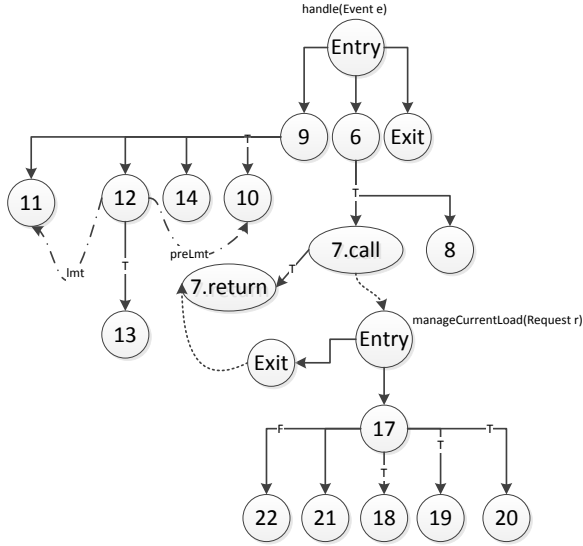 handle(Event e)
Entry
9
6
Exit
T
T
11
12
14
10
lmt
preLmt
7.call
8
T
T
7.return
13
Entry
manageCurrentLoad(Request r)
Exit
17
F
T
T
T
22
21
18
19
20